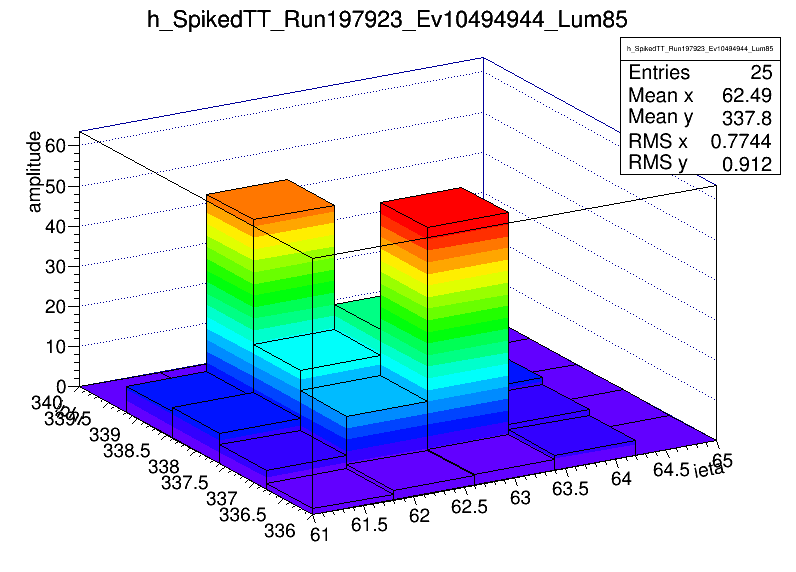 h_SpikedTT_Run197923_Ev10494944_Lum85
h_SpikedTT_Run197923_Ev10494944_Lum85
Entries 25
Mean x 62.49
Mean y 337.8
RMS x 0.7744
RMS y 0.912
amplitude
60
50
40
30
20
10
0
340
339.5
339
338.5
338
337.5
337
336.5
336
61
61.5
62
62.5
63
63.5
64
64.5
65
ieta